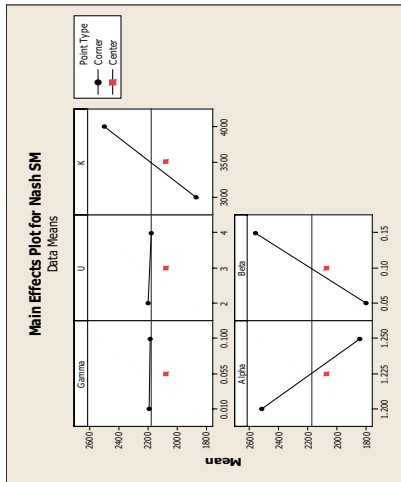 Main Effects Plot for Nash SM
Data Means
Gamma
U
K
Point Type
Corner
Center
2600
2400
2200
2000
1800
0.010
0.055
0.100
2
3
4
3000
3500
4000
Alpha
Beta
2600
2400
2200
2000
1800
1.200
1.225
1.250
0.05
0.10
0.15
Mean